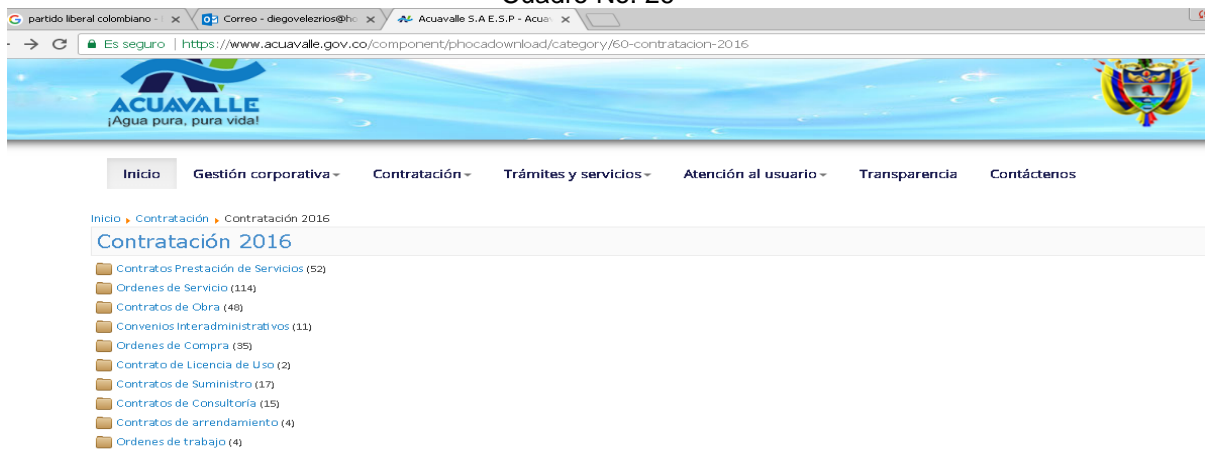 Cuadro No. 20
partido liberal colombiano -
Correo - diegovelezrios@ho
Acuavalle S.A E.S.P - Acua
Es seguro | https://www.acuavalle.gov.co/component/phocadownload/category/60-contratacion-2016
ACUAVALLE
¡Agua pura, pura vida!
Inicio Gestión corporativa Contratación Trámites y servicios Atención al usuario Transparencia Contáctenos
Inicio Contratación Contratación 2016
Contratación 2016
Contratos Prestación de Servicios (52)
Ordenes de Servicio (114)
Contratos de Obra (48)
Convenios Interadministrativos (11)
Ordenes de Compra (35)
Contrato de Licencia de Uso (2)
Contratos de Suministro (17)
Contratos de Consultoría (15)
Contratos de arrendamiento (4)
Ordenes de trabajo (4)